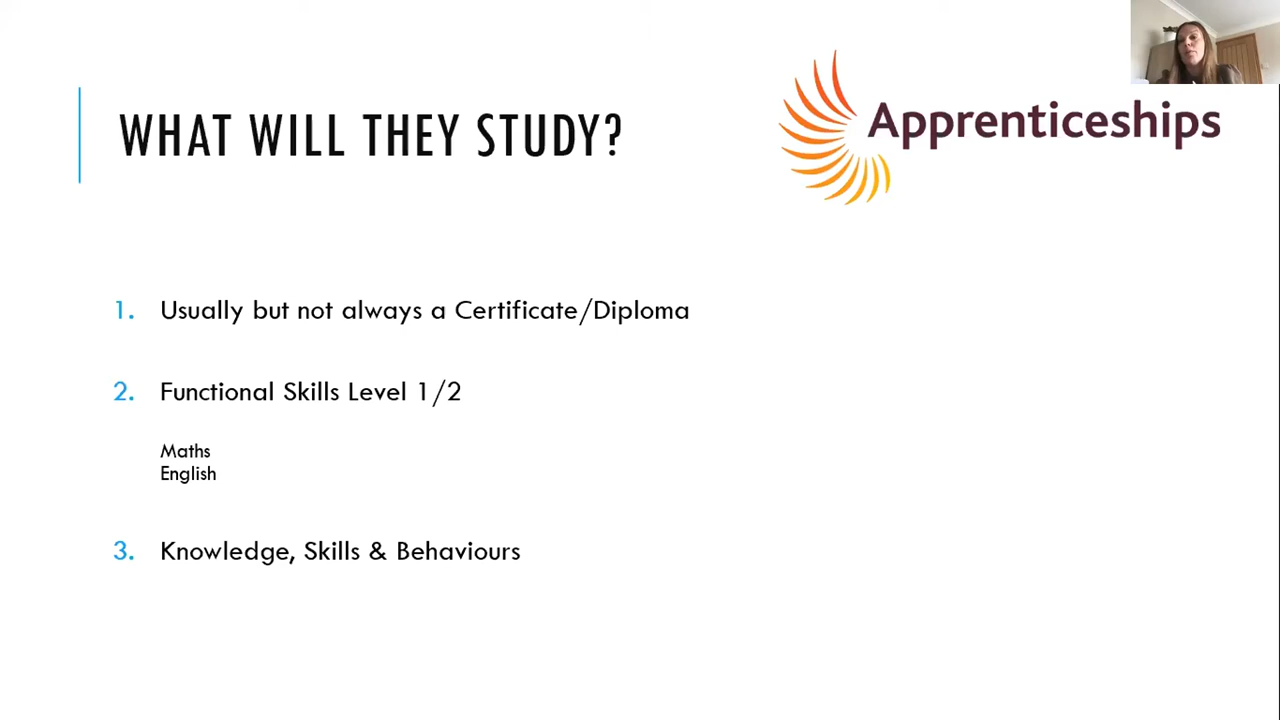 WHAT WILL THEY STUDY?
Apprenticeships
1. Usually but not always a Certificate/Diploma
2. Functional Skills Level 1/2
Maths
English
3. Knowledge, Skills & Behaviours